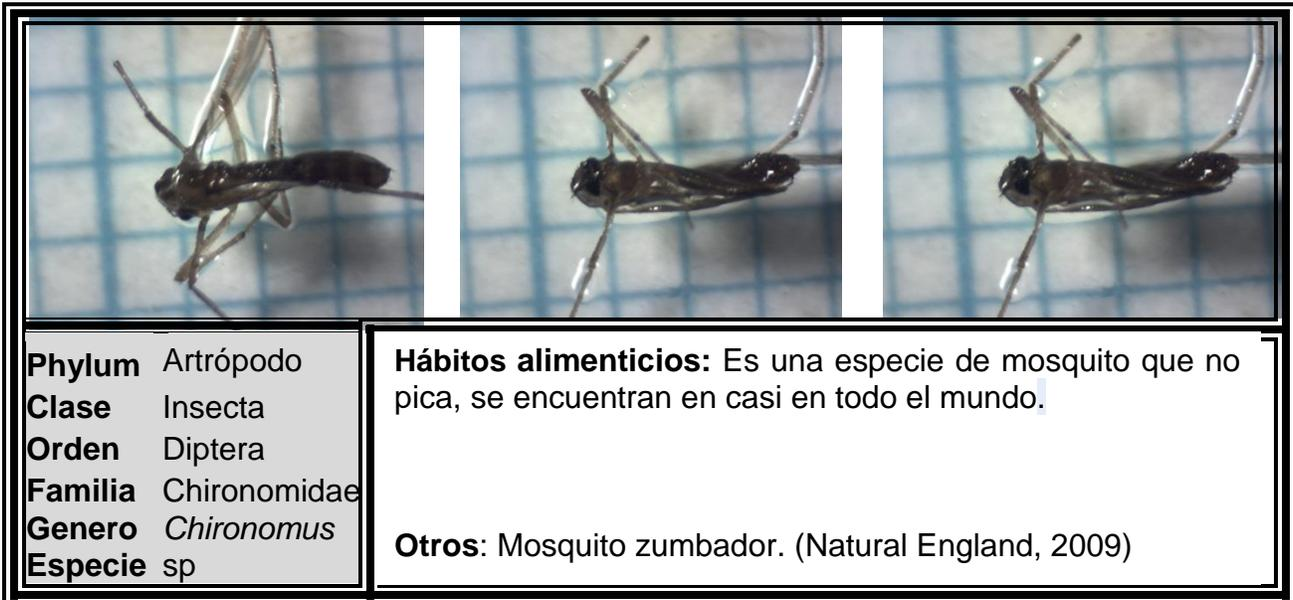 Phylum Artrópodo
Clase Insecta
Orden Diptera
Familia Chironomidae
Genero Chironomus
Especie sp
Hábitos alimenticios: Es una especie de mosquito que no
pica, se encuentran en casi en todo el mundo.
Otros: Mosquito zumbador. (Natural England, 2009)